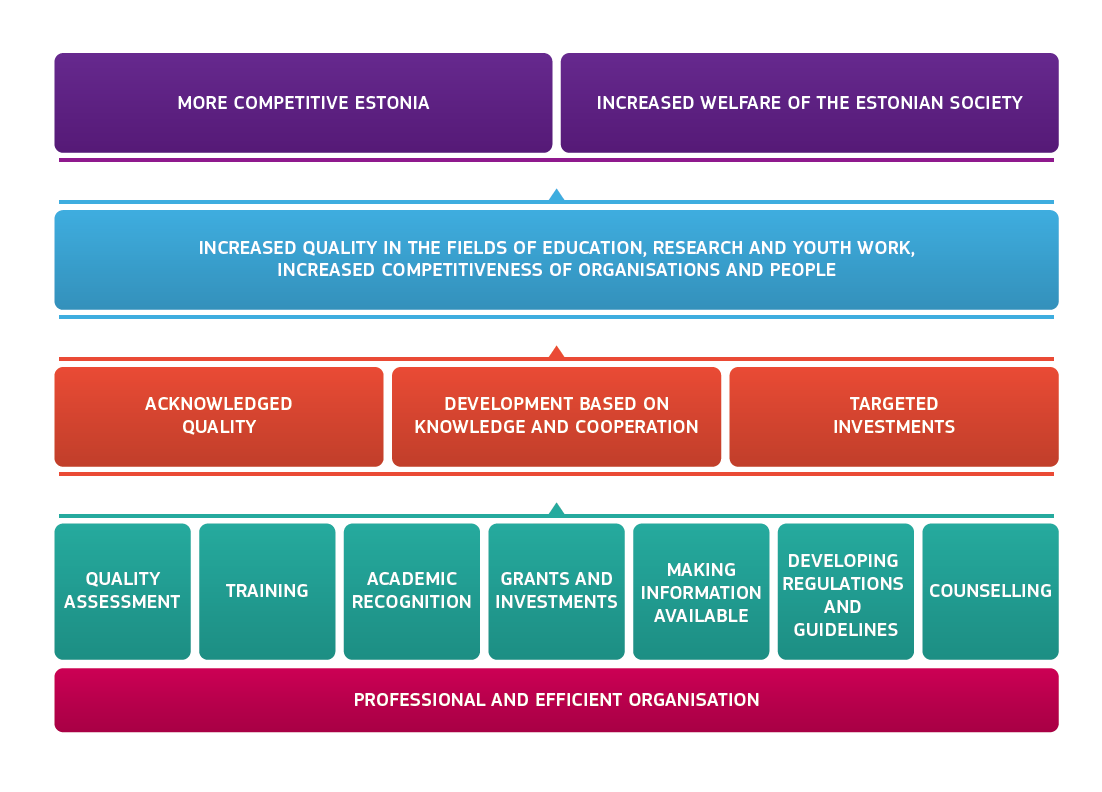 MORE COMPETITIVE ESTONIA
INCREASED WELFARE OF THE ESTONIAN SOCIETY
INCREASED QUALITY IN THE FIELDS OF EDUCATION, RESEARCH AND YOUTH WORK,
INCREASED COMPETITIVENESS OF ORGANISATIONS AND PEOPLE
ACKNOWLEDGED
QUALITY
DEVELOPMENT BASED ON
KNOWLEDGE AND COOPERATION
TARGETED
INVESTMENTS
QUALITY
ASSESSMENT
TRAINING
ACADEMIC
RECOGNITION
GRANTS AND
INVESTMENTS
MAKING
INFORMATION
AVAILABLE
DEVELOPING
REGULATIONS
AND
GUIDELINES
COUNSELLING
PROFESSIONAL AND EFFICIENT ORGANISATION